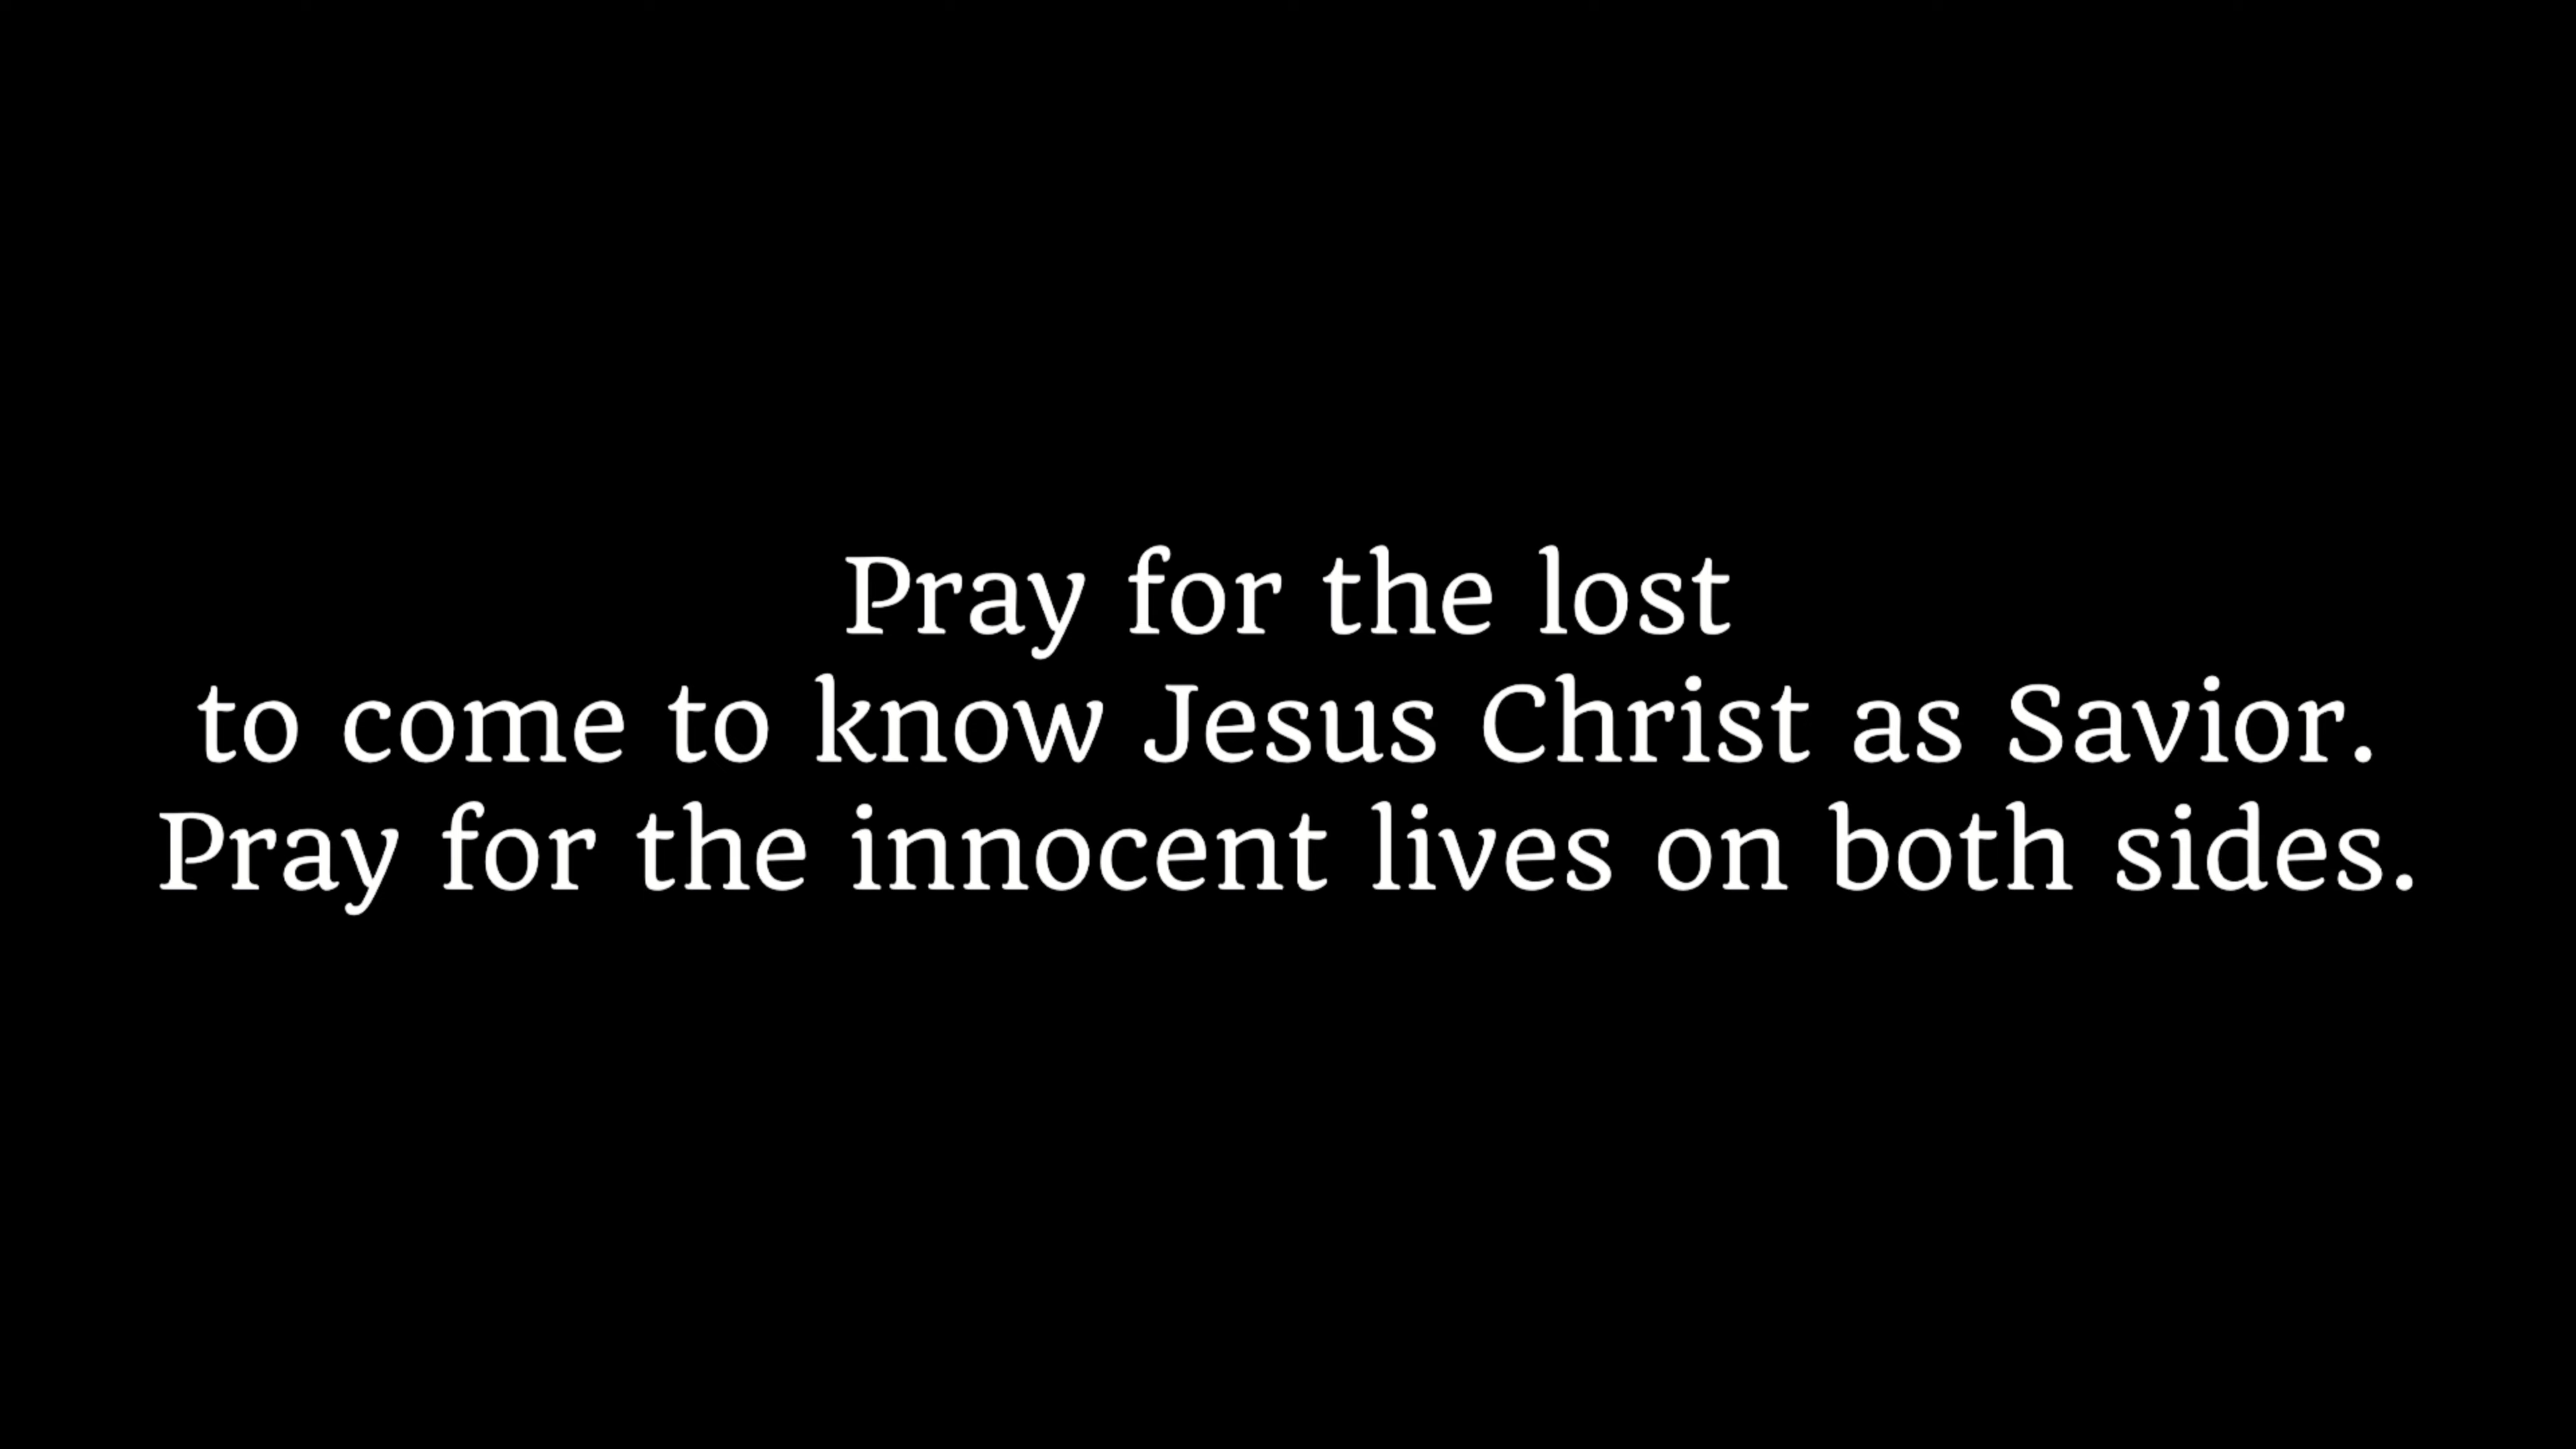 Pray for the lost
to come to know Jesus Christ as Savior.
Pray for the innocent lives on both sides.